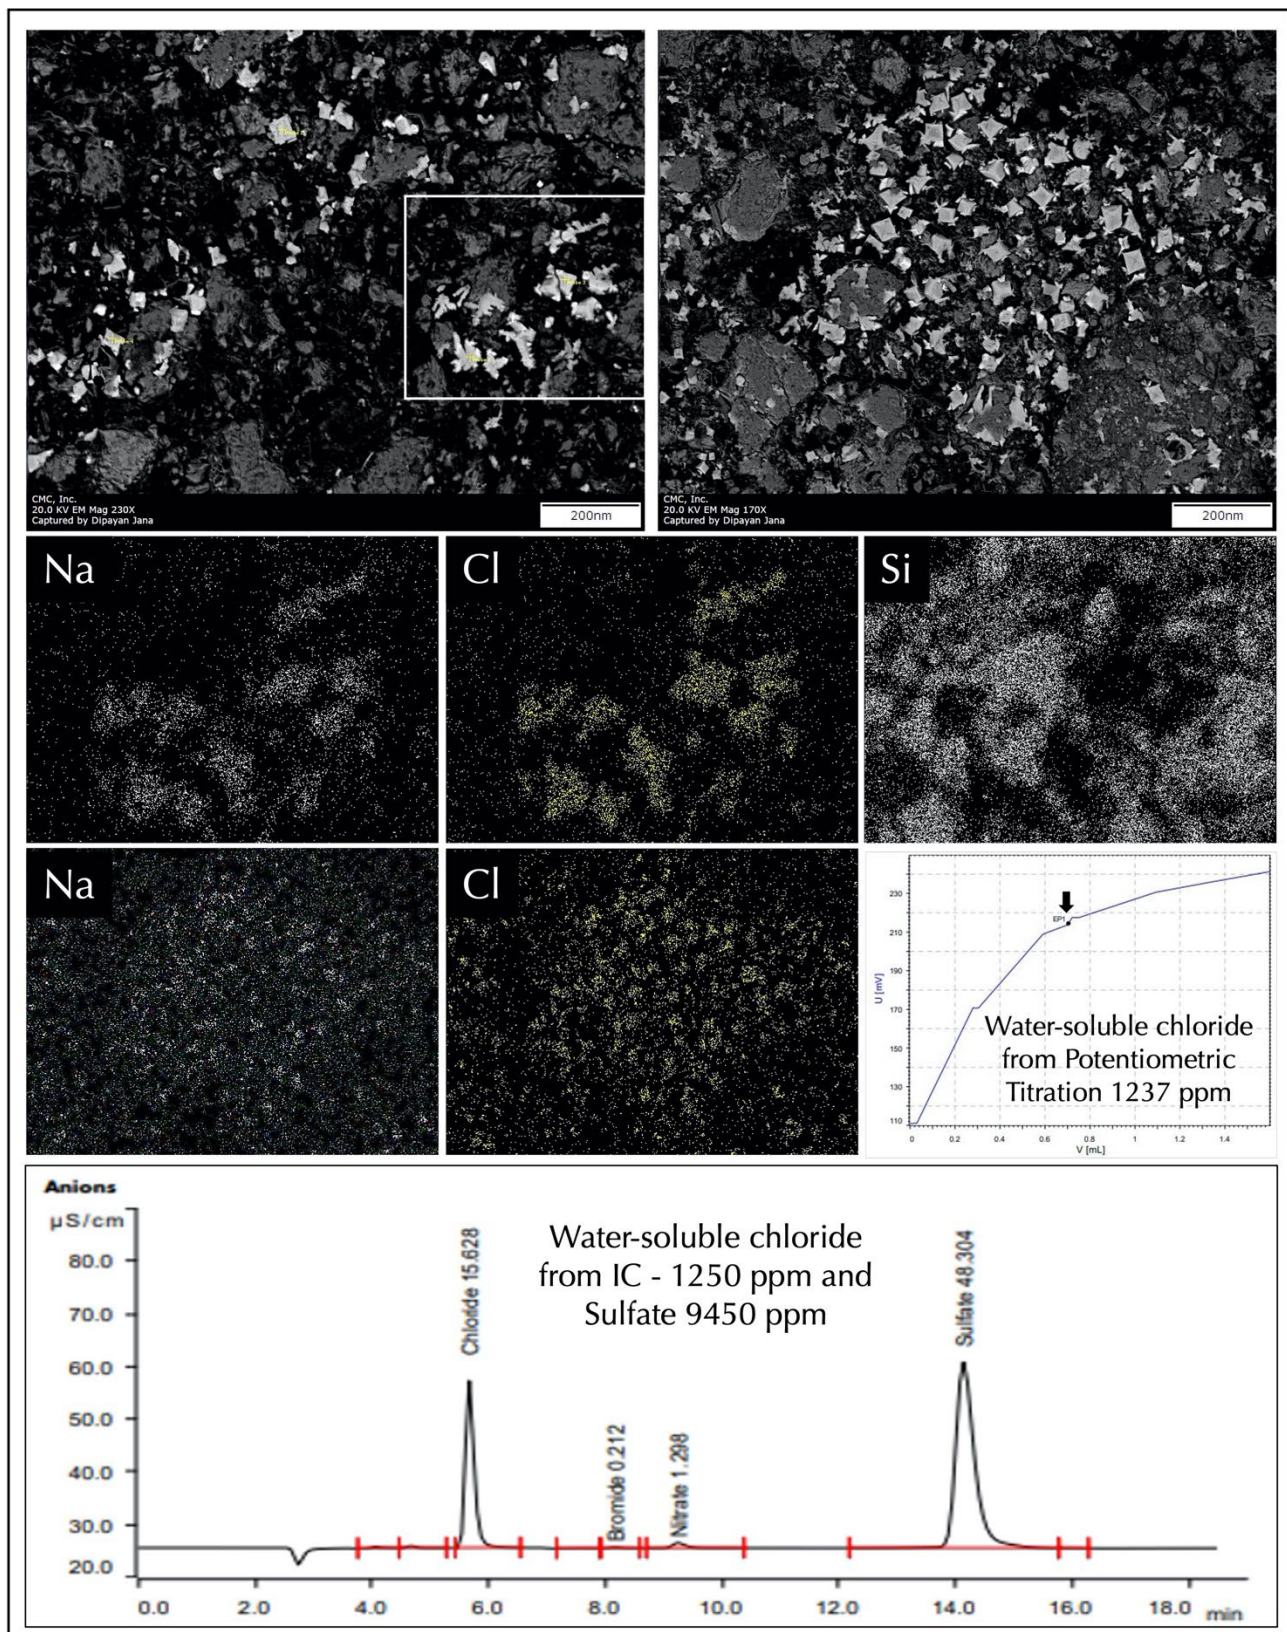 CMC, Inc.
20.0 KV EM Mag 230X
Captured by Dipayan Jana
200nm
CMC, Inc.
20.0 KV EM Mag 170X
Captured by Dipayan Jana
200nm
Na
Cl
Si
Na
Cl
230
210
190
170
150
130
110
U [mV]
EP1
Water-soluble chloride
from Potentiometric
Titration 1237 ppm
0
0.2
0.4
0.6
0.8
1
1.2
1.4
V [mL]
Anions
µS/cm
80.0
70.0
60.0
50.0
40.0
30.0
20.0
Chloride 15.628
Water-soluble chloride
from IC - 1250 ppm and
Sulfate 9450 ppm
Bromide 0.212
Nitrate 1.298
Sulfate 48.304
0.0
2.0
4.0
6.0
8.0
10.0
12.0
14.0
16.0
18.0
min